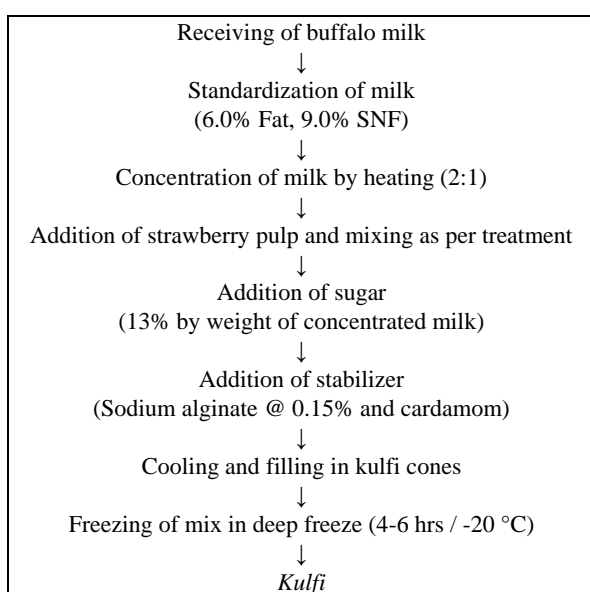 Receiving of buffalo milk
↓
Standardization of milk
(6.0% Fat, 9.0% SNF)
↓
Concentration of milk by heating (2:1)
↓
Addition of strawberry pulp and mixing as per treatment
↓
Addition of sugar
(13% by weight of concentrated milk)
↓
Addition of stabilizer
(Sodium alginate @ 0.15% and cardamom)
↓
Cooling and filling in kulfi cones
↓
Freezing of mix in deep freeze (4-6 hrs / -20 °C)
↓
Kulfi